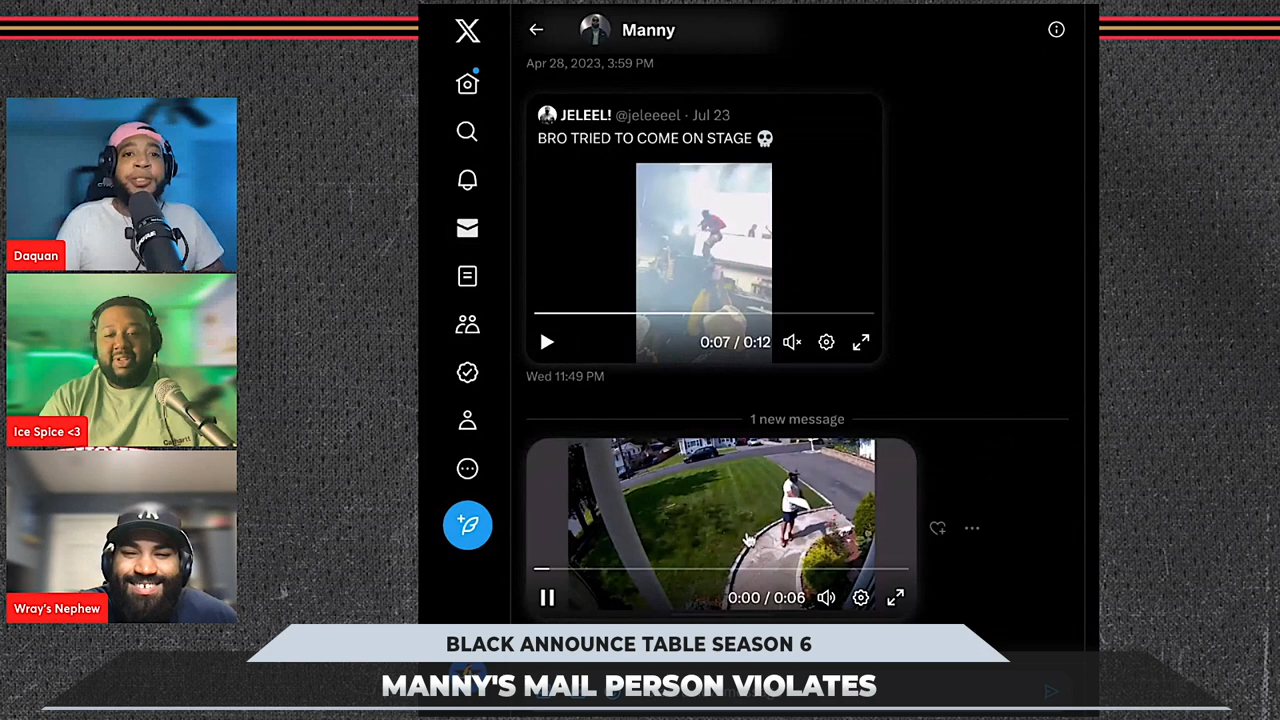 Manny
Apr 28, 2023, 3:59 PM
JELEEL! @jeleeeel · Jul 23
BRO TRIED TO COME ON STAGE 💀
0:07 / 0:12
Wed 11:49 PM
1 new message
0:00 / 0:06
Daquan
Ice Spice <3
Carhartt
Wray's Nephew
BLACK ANNOUNCE TABLE SEASON 6
MANNY'S MAIL PERSON VIOLATES